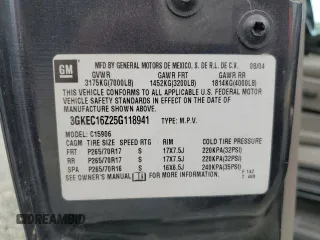 GM
MFD BY GENERAL MOTORS DE MEXICO, S. DE R.L. DE C.V. 08/04
GVWR GAWR FRT GAWR RR
3175KG(7000LB) 1452KG(3200LB) 1814KG(4000LB)
THIS VEHICLE CONFORMS TO ALL APPLICABLE U.S.
FEDERAL MOTOR VEHICLE SAFETY STANDARDS IN EFFECT ON
THE DATE OF MANUFACTURE SHOWN ABOVE.
3GKEC16Z25G118941 TYPE: M.P.V.
MODEL: C15906
CAGM TIRE SIZE SPEED RTG RIM COLD TIRE PRESSURE
FRT P265/70R17 S 17X7.5J 220KPA(32PSI)
RR P265/70R17 S 17X7.5J 220KPA(32PSI)
SPA P265/70R16 S 16X6.5J 240KPA(35PSI)
SEE OWNER'S MANUAL